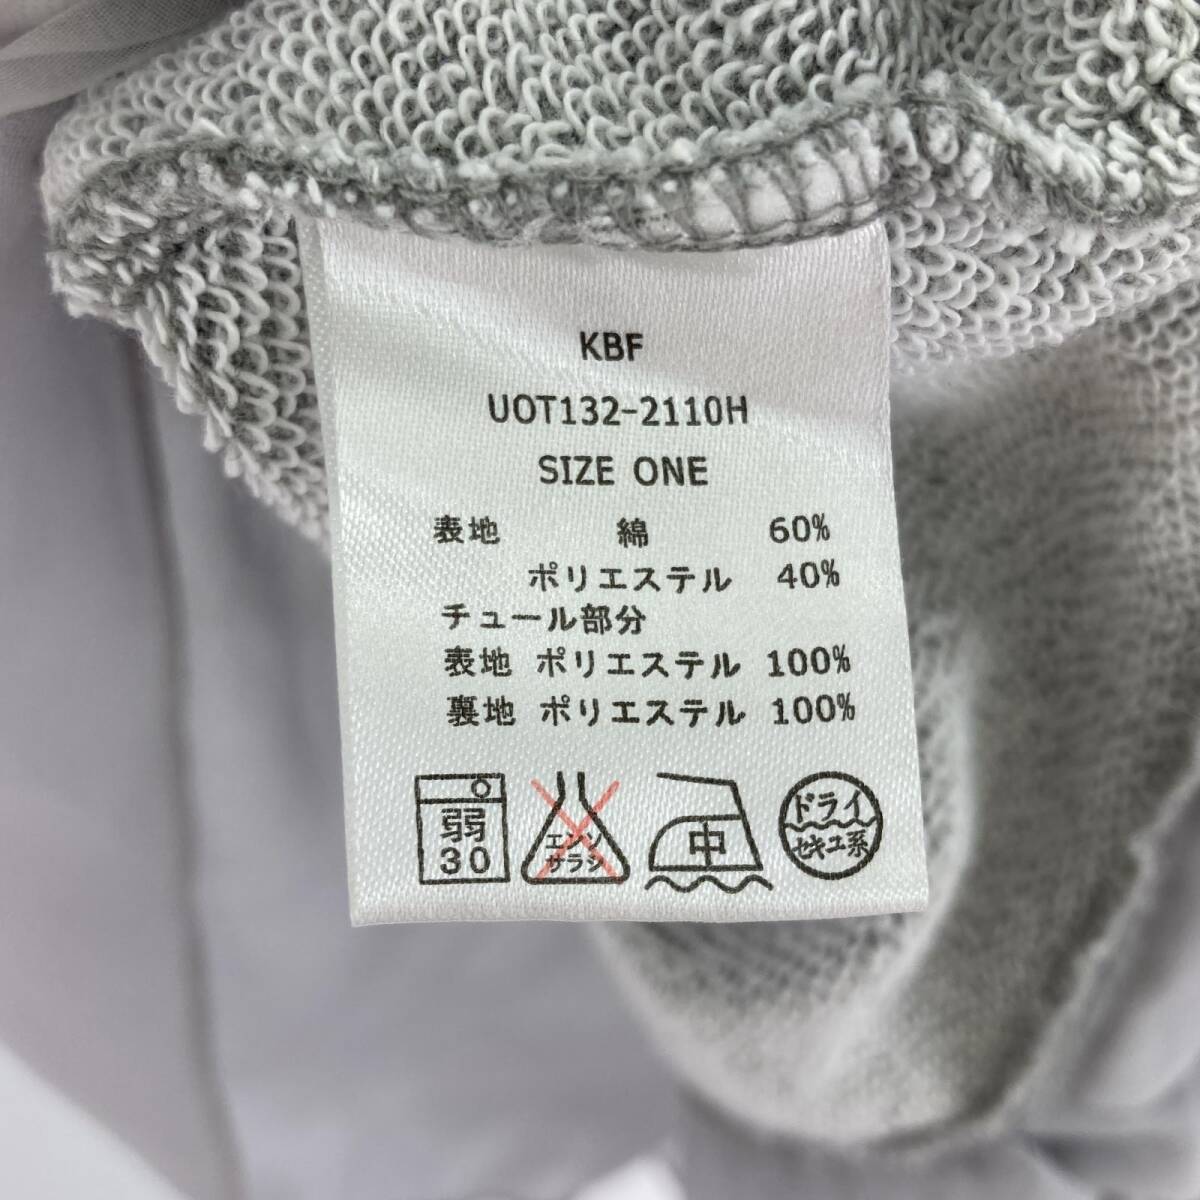 KBF
UOT132-2110H
SIZE ONE
表地 綿 60%
ポリエステル 40%
チュール部分
表地 ポリエステル 100%
裏地 ポリエステル 100%
弱
30
エンソ
サラシ
中
ドライ
セキユ系